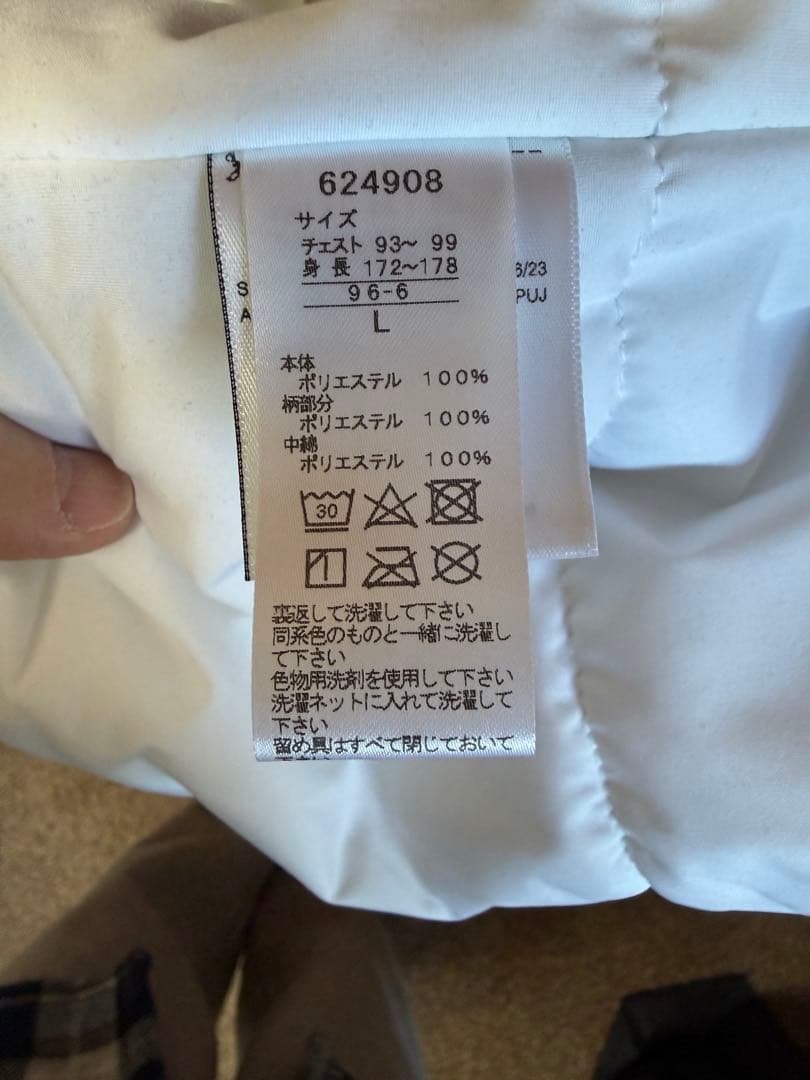 624908
サイズ
チェスト 93～ 99
身 長 172～178
96-6
L
本体
ポリエステル 100%
柄部分
ポリエステル 100%
中綿
ポリエステル 100%
30
裏返して洗濯して下さい
同系色のものと一緒に洗濯し
て下さい
色物用洗剤を使用して下さい
洗濯ネットに入れて洗濯して
下さい
留め具はすべて閉じておいて
S
A
6/23
PUJ